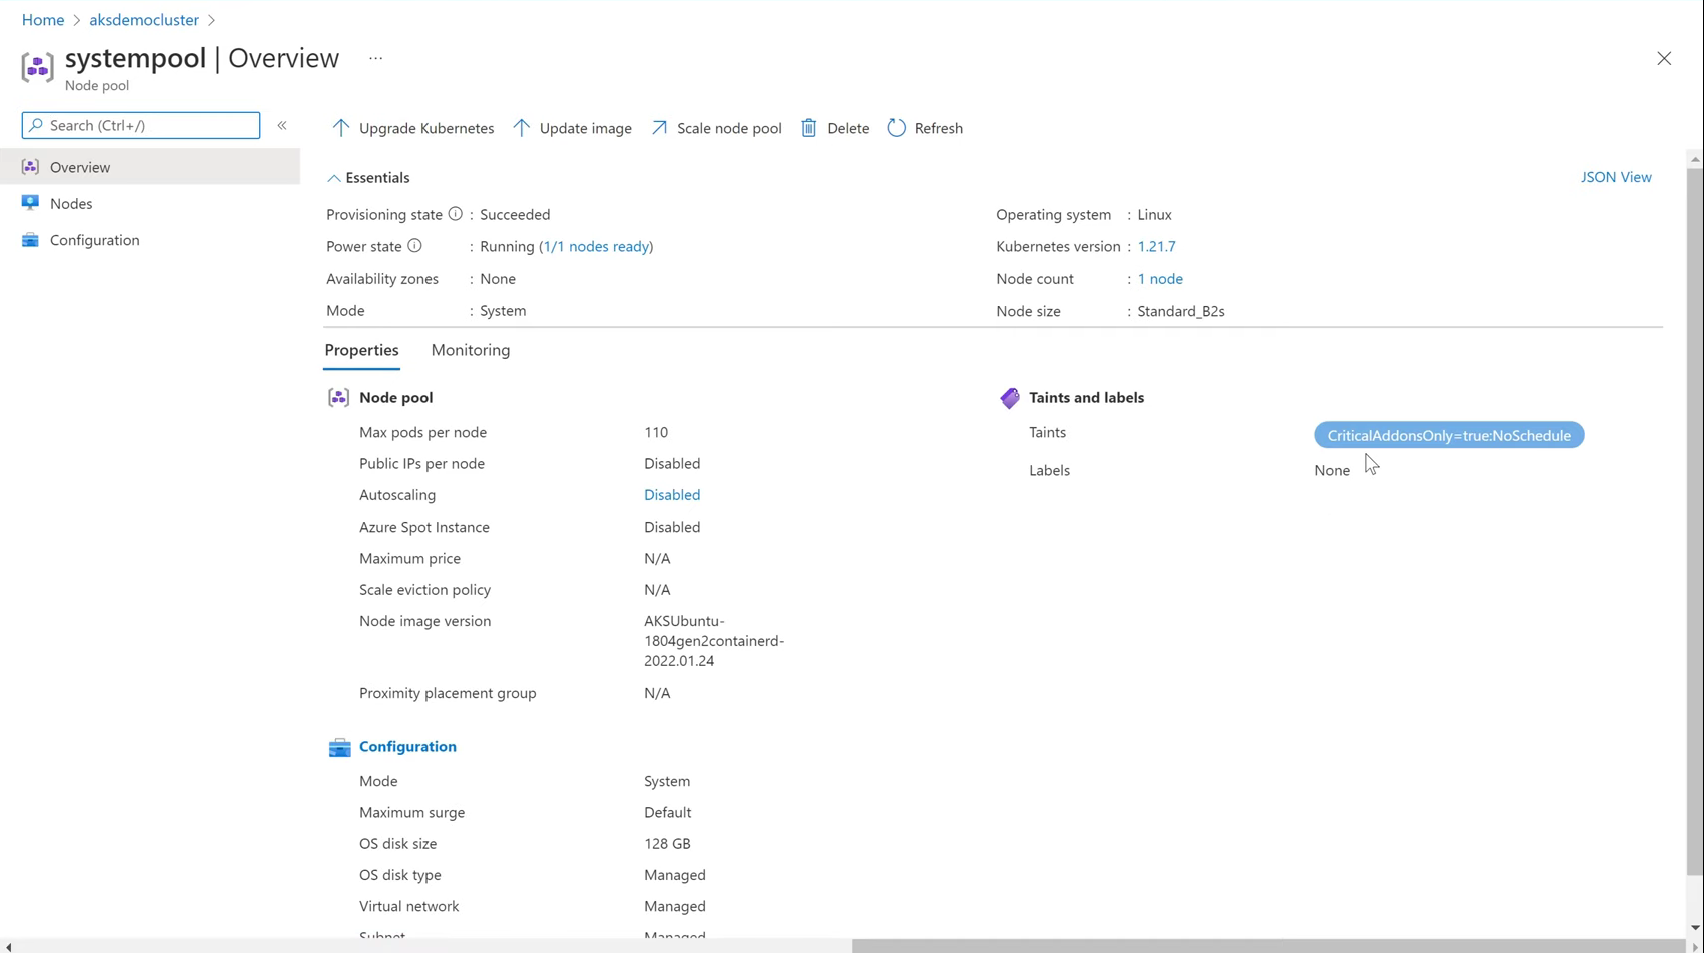 Home > aksdemocluster >
systempool | Overview ...
Node pool
Search (Ctrl+/) «
Upgrade Kubernetes Update image Scale node pool Delete Refresh
Overview
Nodes
Configuration
Essentials JSON View
Provisioning state : Succeeded Operating system : Linux
Power state : Running (1/1 nodes ready) Kubernetes version : 1.21.7
Availability zones : None Node count : 1 node
Mode : System Node size : Standard_B2s
Properties Monitoring
Node pool Taints and labels
Max pods per node 110 Taints CriticalAddonsOnly=true:NoSchedule
Public IPs per node Disabled Labels None
Autoscaling Disabled
Azure Spot Instance Disabled
Maximum price N/A
Scale eviction policy N/A
Node image version AKSUbuntu-
1804gen2containerd-
2022.01.24
Proximity placement group N/A
Configuration
Mode System
Maximum surge Default
OS disk size 128 GB
OS disk type Managed
Virtual network Managed
Subnet Managed